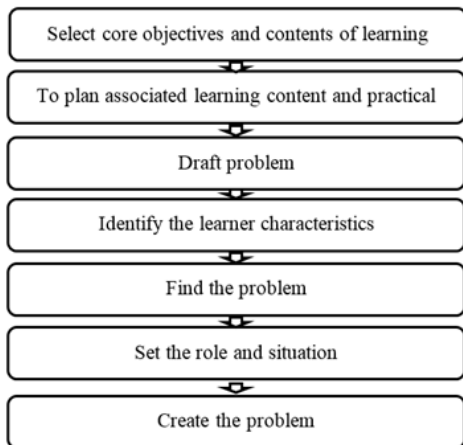 Select core objectives and contents of learning
To plan associated learning content and practical
Draft problem
Identify the learner characteristics
Find the problem
Set the role and situation
Create the problem